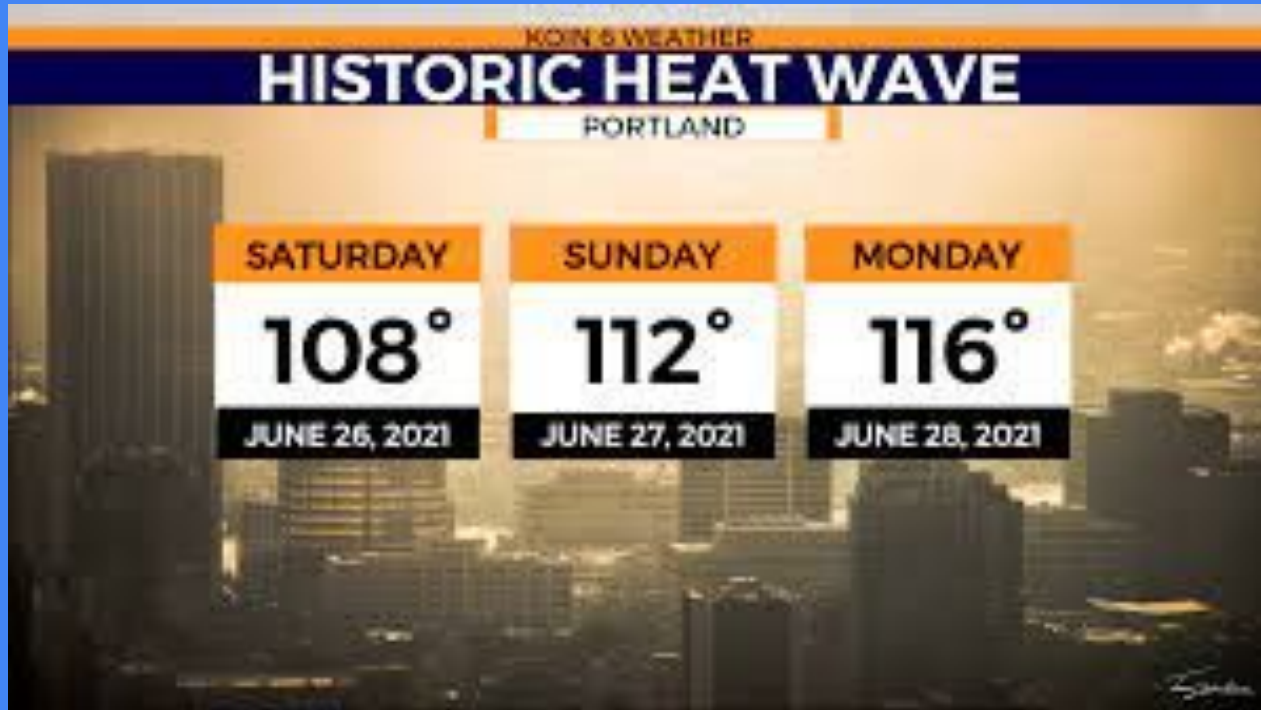 KOIN 6 WEATHER
HISTORIC HEAT WAVE
PORTLAND
SATURDAY
108°
JUNE 26, 2021
SUNDAY
112°
JUNE 27, 2021
MONDAY
116°
JUNE 28, 2021